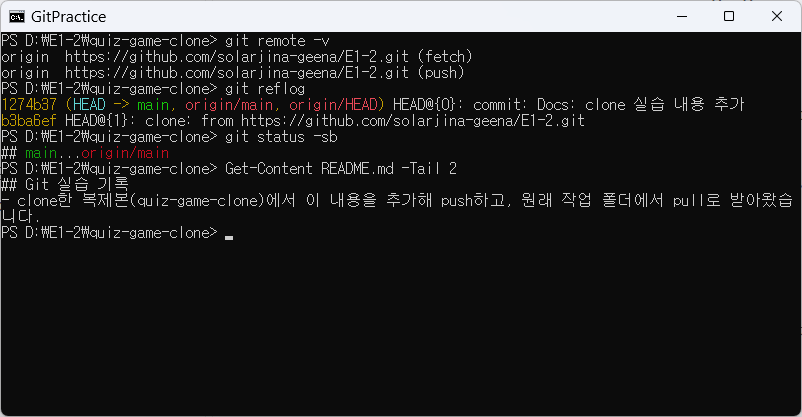 GitPractice
PS D:\E1-2\quiz-game-clone> git remote -v
origin  https://github.com/solarjina-geena/E1-2.git (fetch)
origin  https://github.com/solarjina-geena/E1-2.git (push)
PS D:\E1-2\quiz-game-clone> git reflog
1274b37 (HEAD -> main, origin/main, origin/HEAD) HEAD@{0}: commit: Docs: clone 실습 내용 추가
b3ba6ef HEAD@{1}: clone: from https://github.com/solarjina-geena/E1-2.git
PS D:\E1-2\quiz-game-clone> git status -sb
## main...origin/main
PS D:\E1-2\quiz-game-clone> Get-Content README.md -Tail 2
## Git 실습 기록
- clone한 복제본(quiz-game-clone)에서 이 내용을 추가해 push하고, 원래 작업 폴더에서 pull로 받아왔습
니다.
PS D:\E1-2\quiz-game-clone>